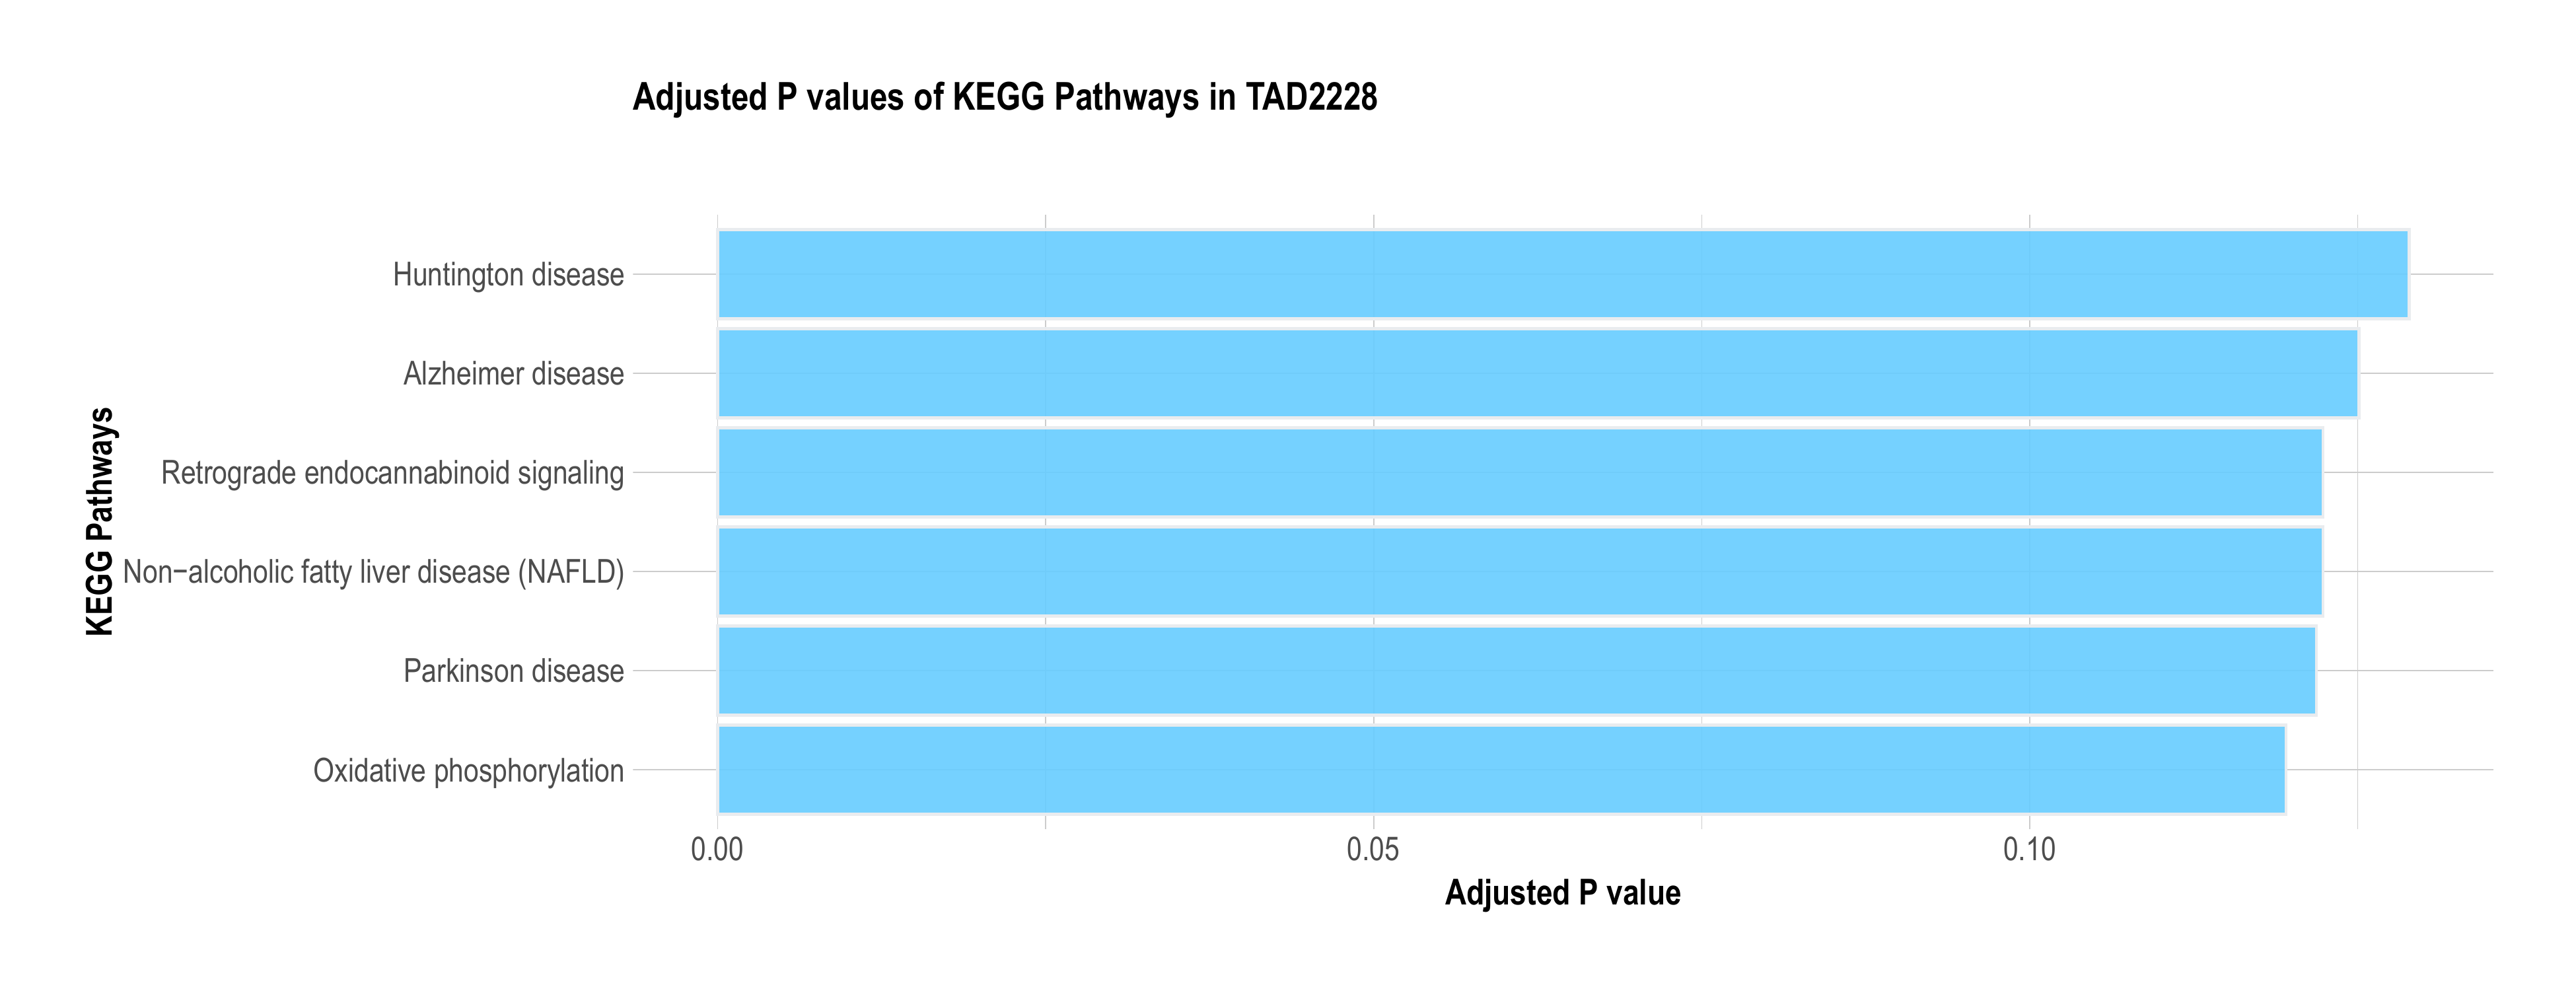 Adjusted P values of KEGG Pathways in TAD2228
KEGG Pathways
Huntington disease
Alzheimer disease
Retrograde endocannabinoid signaling
Non−alcoholic fatty liver disease (NAFLD)
Parkinson disease
Oxidative phosphorylation
0.00 0.05 0.10
Adjusted P value